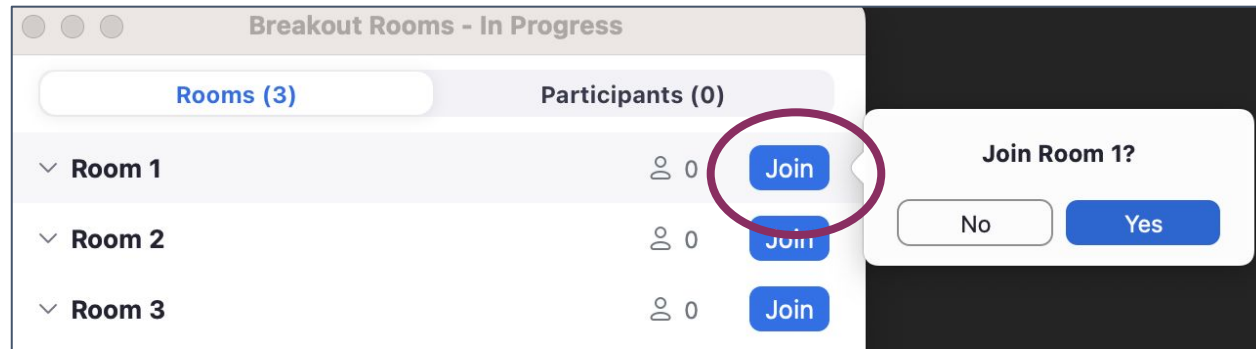 Breakout Rooms - In Progress
Rooms (3) Participants (0)
Room 1 0 Join
Join Room 1?
No Yes
Room 2 0 Join
Room 3 0 Join